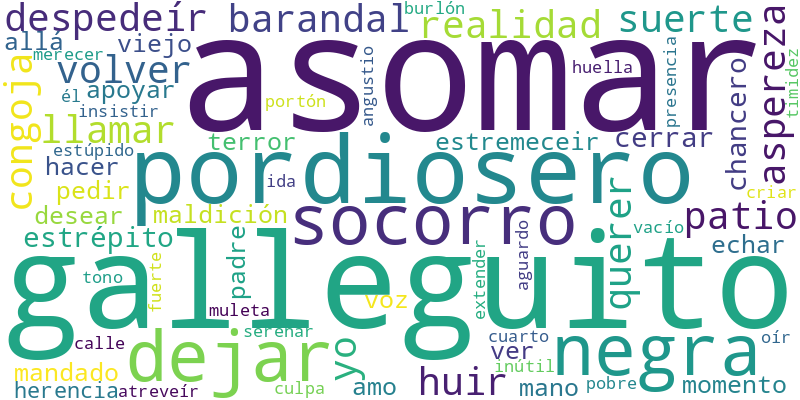 despedeír
barandal
burlón
realidad
suerte
allá
viejo
merecer
volver
apoyar
él
insistir
asomar
angustio
huella
presencia
chancero
aspereza
timidez
congoja
llamar
portón
terror
estremeceir
cerrar
estúpido
hacer
pordiosero
ida
pedir
criar
desear
maldición
socorro
querer
patio
estrépito
padre
vacío
echar
galleguito
tono
fuerte
muleta
voz
extender
aguardo
calle
dejar
serenar
yo
cuarto
ver
negra
oír
inútil
mandado
herencia
atreveír
culpa
amo
huir
mano
pobre
momento